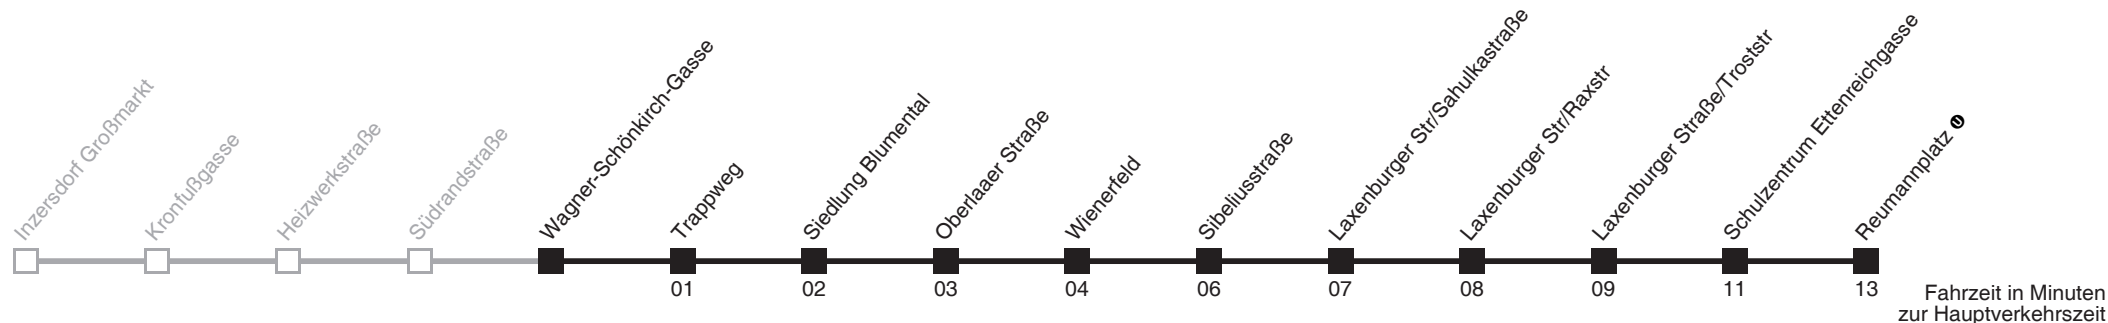 Inzersdorf Großmarkt
Kronfußgasse
Heizwerkstraße
Südrandstraße
Wagner-Schönkirch-Gasse
Trappweg
Siedlung Blumental
Oberlaaer Straße
Wienerfeld
Sibeliusstraße
Laxenburger Str/Sahulkastraße
Laxenburger Str/Raxstr
Laxenburger Straße/Troststr
Schulzentrum Ettenreichgasse
Reumannplatz U
01 02 03 04 06 07 08 09 11 13
Fahrzeit in Minuten
zur Hauptverkehrszeit